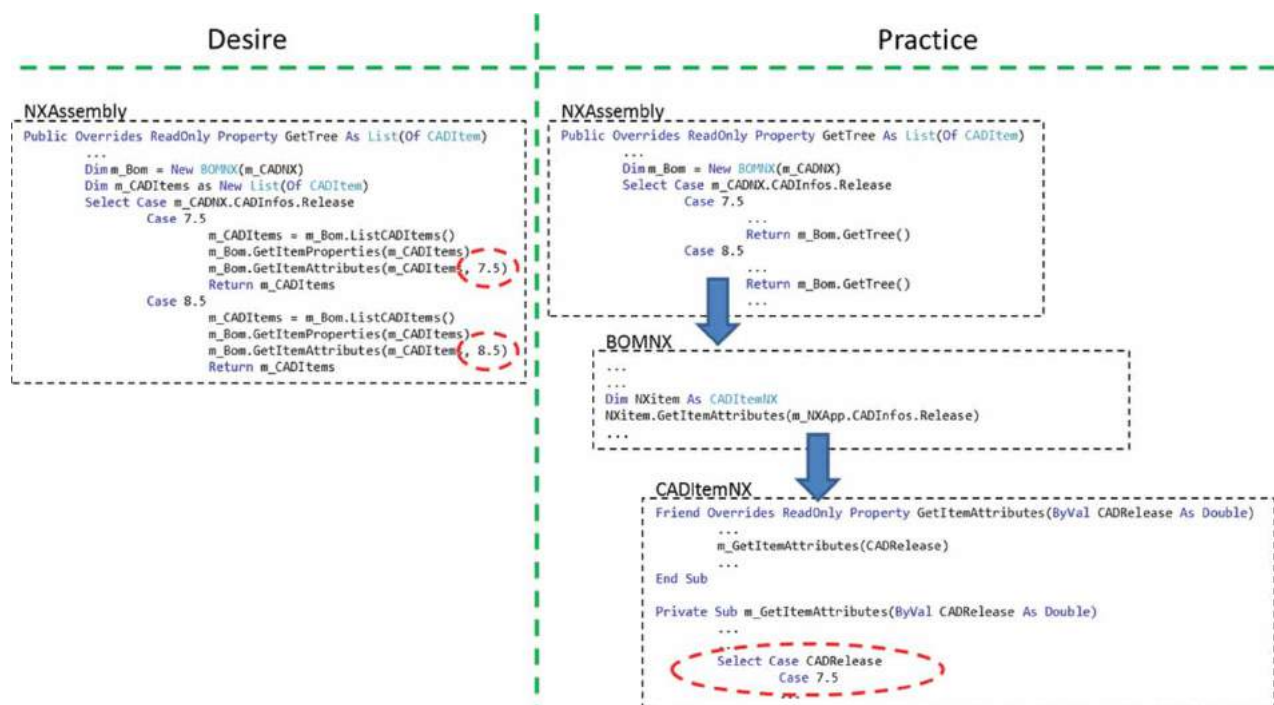 Desire
NXAssembly
Public Overrides ReadOnly Property GetTree As List(Of CADItem)
...
Dim m_Bom = New BOMNX(m_CADNX)
Dim m_CADItems as New List(Of CADItem)
Select Case m_CADNX.CADInfos.Release
Case 7.5
m_CADItems = m_Bom.ListCADItems()
m_Bom.GetItemProperties(m_CADItems)
m_Bom.GetItemAttributes(m_CADItems, 7.5)
Return m_CADItems
Case 8.5
m_CADItems = m_Bom.ListCADItems()
m_Bom.GetItemProperties(m_CADItems)
m_Bom.GetItemAttributes(m_CADItems, 8.5)
Return m_CADItems
Practice
NXAssembly
Public Overrides ReadOnly Property GetTree As List(Of CADItem)
...
Dim m_Bom = New BOMNX(m_CADNX)
Select Case m_CADNX.CADInfos.Release
Case 7.5
...
Return m_Bom.GetTree()
Case 8.5
...
Return m_Bom.GetTree()
...
BOMNX
...
...
Dim NXitem As CADItemNX
NXitem.GetItemAttributes(m_NXApp.CADInfos.Release)
...
CADItemNX
Friend Overrides ReadOnly Property GetItemAttributes(ByVal CADRelease As Double)
...
m_GetItemAttributes(CADRelease)
...
End Sub
Private Sub m_GetItemAttributes(ByVal CADRelease As Double)
...
...
Select Case CADRelease
Case 7.5
...